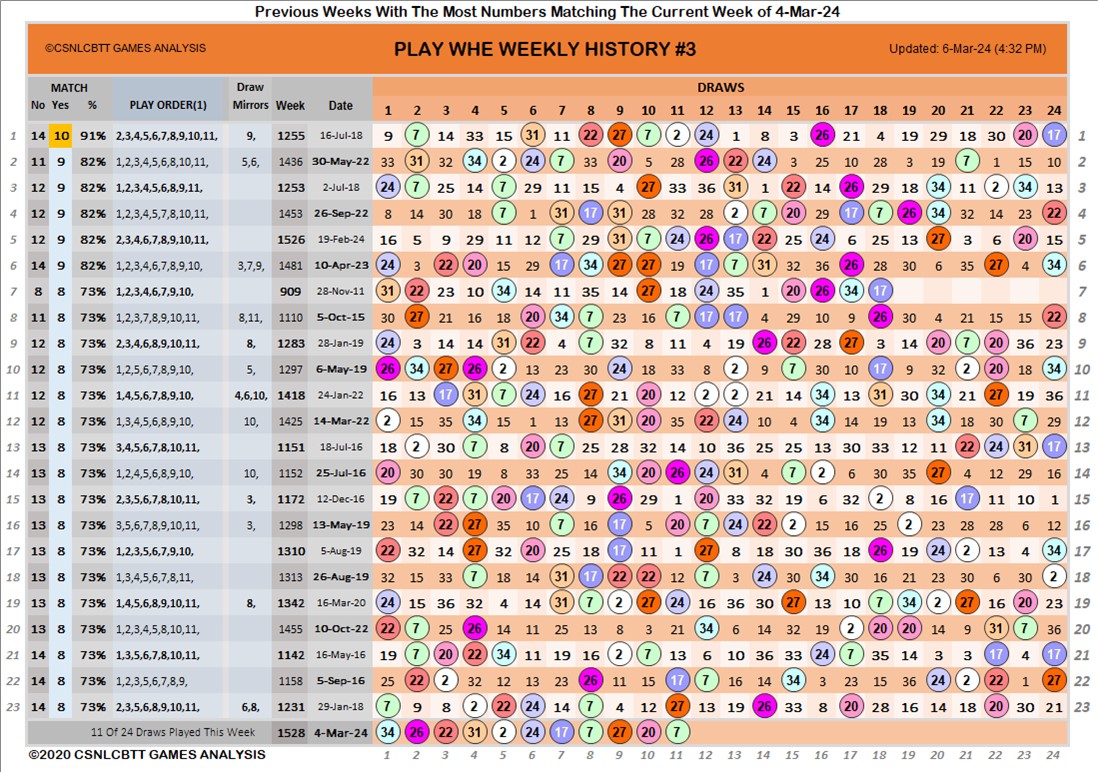 Previous Weeks With The Most Numbers Matching The Current Week of 4-Mar-24
©CSNLCBTT GAMES ANALYSIS PLAY WHE WEEKLY HISTORY #3 Updated: 6-Mar-24 (4:32 PM)
MATCH Draw DRAWS
No Yes % PLAY ORDER(1) Mirrors Week Date 1 2 3 4 5 6 7 8 9 10 11 12 13 14 15 16 17 18 19 20 21 22 23 24
1 14 10 91% 2,3,4,5,6,7,8,9,10,11, 9, 1255 16-Jul-18 9 7 14 33 15 31 11 22 27 7 2 24 1 8 3 26 21 4 19 29 18 30 20 17 1
2 11 9 82% 1,2,3,4,5,6,8,10,11, 5,6, 1436 30-May-22 33 31 32 34 2 24 7 33 20 5 28 26 22 24 3 25 10 28 3 19 7 1 15 10 2
3 12 9 82% 1,2,3,4,5,6,8,9,11, 1253 2-Jul-18 24 7 25 14 7 29 11 15 4 27 33 36 31 1 22 14 26 29 18 34 11 2 34 13 3
4 12 9 82% 1,2,3,4,5,7,8,10,11, 1453 26-Sep-22 8 14 30 18 7 1 31 17 31 28 32 28 2 7 20 29 17 7 26 34 32 14 23 22 4
5 12 9 82% 2,3,4,6,7,8,9,10,11, 1526 19-Feb-24 16 5 9 29 11 12 7 29 31 7 24 26 17 22 25 24 6 25 13 27 3 6 20 15 5
6 14 9 82% 1,2,3,4,6,7,8,9,10, 3,7,9, 1481 10-Apr-23 24 3 22 20 15 29 17 34 27 27 19 17 7 31 32 36 26 28 30 6 35 27 4 34 6
7 8 8 73% 1,2,3,4,6,7,9,10, 909 28-Nov-11 31 22 23 10 34 14 11 35 14 27 18 24 35 1 20 26 34 17 7
8 11 8 73% 1,2,3,7,8,9,10,11, 8,11, 1110 5-Oct-15 30 27 21 16 18 20 34 7 23 16 7 17 17 4 29 10 9 26 30 4 21 15 15 22 8
9 12 8 73% 2,3,4,6,8,9,10,11, 8, 1283 28-Jan-19 24 3 14 14 31 22 4 7 32 8 11 4 19 26 22 28 27 3 14 20 7 20 36 23 9
10 12 8 73% 1,2,5,6,7,8,10,11, 5, 1297 6-May-19 26 34 27 26 2 13 23 30 24 18 33 8 2 9 7 30 10 17 9 32 2 20 18 34 10
11 12 8 73% 1,4,5,6,7,8,9,10, 4,6,10, 1418 24-Jan-22 16 13 17 31 7 24 16 27 21 20 12 2 2 21 14 34 13 31 30 34 21 27 19 36 11
12 12 8 73% 1,3,4,5,6,8,9,10, 10, 1425 14-Mar-22 2 15 35 34 15 1 13 27 31 20 32 22 24 10 4 34 14 19 13 34 18 30 7 29 12
13 13 8 73% 3,4,5,6,7,8,10,11, 1151 18-Jul-16 18 2 30 7 8 20 7 25 28 32 14 10 36 25 25 13 30 33 12 11 22 24 31 17 13
14 13 8 73% 1,2,4,5,6,8,9,10, 10, 1152 25-Jul-16 20 30 30 19 8 33 25 14 34 20 26 24 31 4 7 2 6 30 35 27 4 12 29 16 14
15 13 8 73% 2,3,5,6,7,8,10,11, 3, 1172 12-Dec-16 19 7 22 7 20 17 24 9 26 29 1 20 33 32 19 6 32 2 8 16 17 11 10 1 15
16 13 8 73% 3,5,6,7,8,9,10,11, 3, 1298 13-May-19 23 14 22 27 35 10 7 16 17 5 20 7 24 22 2 15 16 25 2 23 28 28 6 12 16
17 13 8 73% 1,2,3,5,6,7,9,10, 1310 5-Aug-19 22 32 14 27 32 20 25 18 17 11 1 27 8 18 30 36 18 26 19 24 2 13 4 34 17
18 13 8 73% 1,3,4,5,6,7,8,11, 1313 26-Aug-19 32 15 33 7 18 14 31 17 22 22 12 7 3 24 30 34 30 16 21 23 30 6 30 2 18
19 13 8 73% 1,4,5,6,8,9,10,11, 8, 1342 16-Mar-20 24 15 36 32 4 14 31 7 2 27 24 16 36 30 27 13 10 7 34 2 27 16 20 23 19
20 13 8 73% 1,2,3,4,5,8,10,11, 1455 10-Oct-22 22 7 25 26 14 11 25 13 8 3 21 34 6 14 32 19 2 20 20 14 9 31 7 36 20
21 14 8 73% 1,3,5,6,7,8,10,11, 1142 16-May-16 19 7 20 22 34 11 19 16 2 7 13 6 10 36 33 24 7 35 14 3 3 17 4 17 21
22 14 8 73% 1,2,3,5,6,7,8,9, 1158 5-Sep-16 25 22 2 32 12 13 23 26 11 15 17 7 15 14 34 3 23 15 36 24 2 22 1 27 22
23 14 8 73% 2,3,5,6,8,9,10,11, 6,8, 1231 29-Jan-18 7 9 8 2 22 24 14 7 4 12 27 13 19 26 33 8 20 28 14 21 18 20 30 21 23
11 Of 24 Draws Played This Week 1528 4-Mar-24 34 26 22 31 2 24 17 7 27 20 7
©2020 CSNLCBTT GAMES ANALYSIS 1 2 3 4 5 6 7 8 9 10 11 12 13 14 15 16 17 18 19 20 21 22 23 24